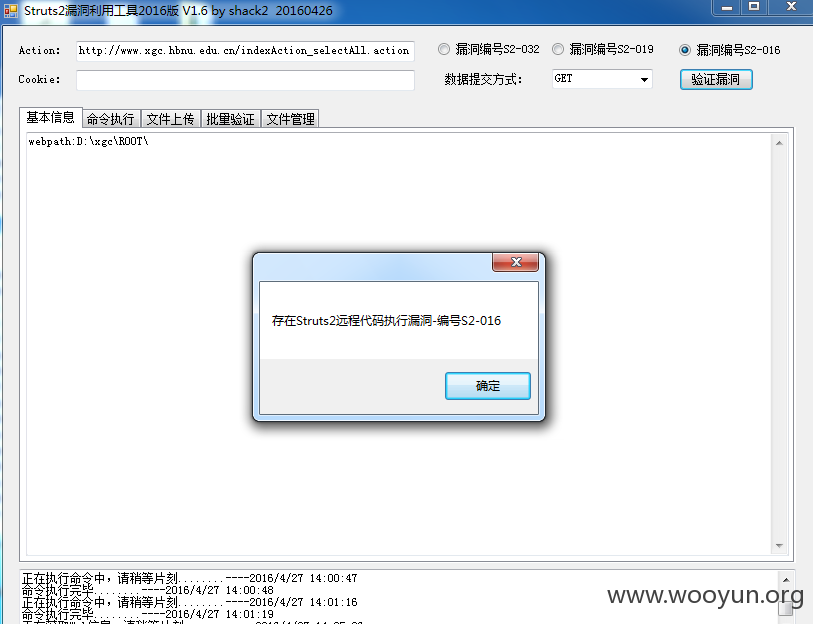 Struts2漏洞利用工具2016版 V1.6 by shack2 20160426
Action: http://www.xgc.hbnu.edu.cn/indexAction_selectAll.action 漏洞编号S2-032 漏洞编号S2-019 漏洞编号S2-016
Cookie: 数据提交方式: GET 验证漏洞
基本信息 命令执行 文件上传 批量验证 文件管理
webpath:D:\xgc\ROOT\
存在Struts2远程代码执行漏洞-编号S2-016
确定
正在执行命令中，请稍等片刻........----2016/4/27 14:00:47
命令执行完毕........----2016/4/27 14:00:48
正在执行命令中，请稍等片刻........----2016/4/27 14:01:16
命令执行完毕........----2016/4/27 14:01:19
www.wooyun.org